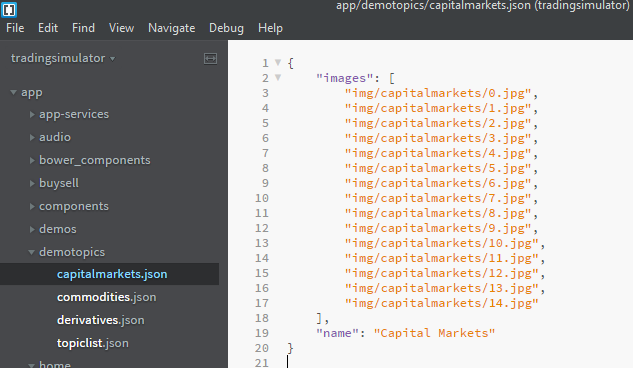 app/demotopics/capitalmarkets.json (tradingsimulator)
File Edit Find View Navigate Debug Help
tradingsimulator
app
app-services
audio
bower_components
buysell
components
demos
demotopics
capitalmarkets.json
commodities.json
derivatives.json
topiclist.json
home
1 {
2 "images": [
3 "img/capitalmarkets/0.jpg",
4 "img/capitalmarkets/1.jpg",
5 "img/capitalmarkets/2.jpg",
6 "img/capitalmarkets/3.jpg",
7 "img/capitalmarkets/4.jpg",
8 "img/capitalmarkets/5.jpg",
9 "img/capitalmarkets/6.jpg",
10 "img/capitalmarkets/7.jpg",
11 "img/capitalmarkets/8.jpg",
12 "img/capitalmarkets/9.jpg",
13 "img/capitalmarkets/10.jpg",
14 "img/capitalmarkets/11.jpg",
15 "img/capitalmarkets/12.jpg",
16 "img/capitalmarkets/13.jpg",
17 "img/capitalmarkets/14.jpg"
18 ],
19 "name": "Capital Markets"
20 }
21